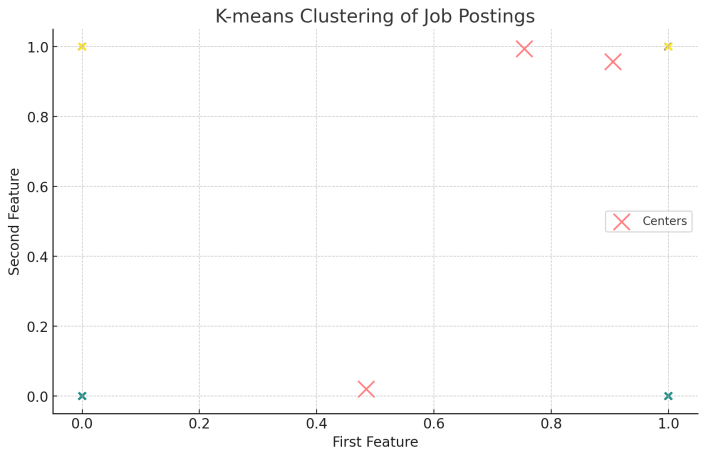 K-means Clustering of Job Postings
1.0
0.8
0.6
0.4
0.2
0.0
Second Feature
Centers
0.0 0.2 0.4 0.6 0.8 1.0
First Feature